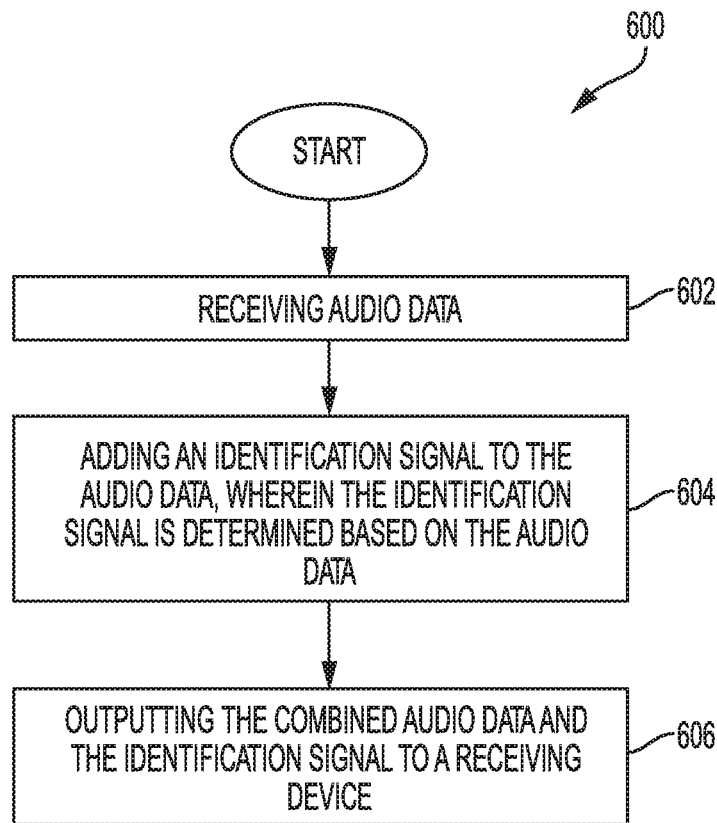 600
START
RECEIVING AUDIO DATA
602
ADDING AN IDENTIFICATION SIGNAL TO THE
AUDIO DATA, WHEREIN THE IDENTIFICATION
SIGNAL IS DETERMINED BASED ON THE AUDIO
DATA
604
OUTPUTTING THE COMBINED AUDIO DATA AND
THE IDENTIFICATION SIGNAL TO A RECEIVING
DEVICE
606